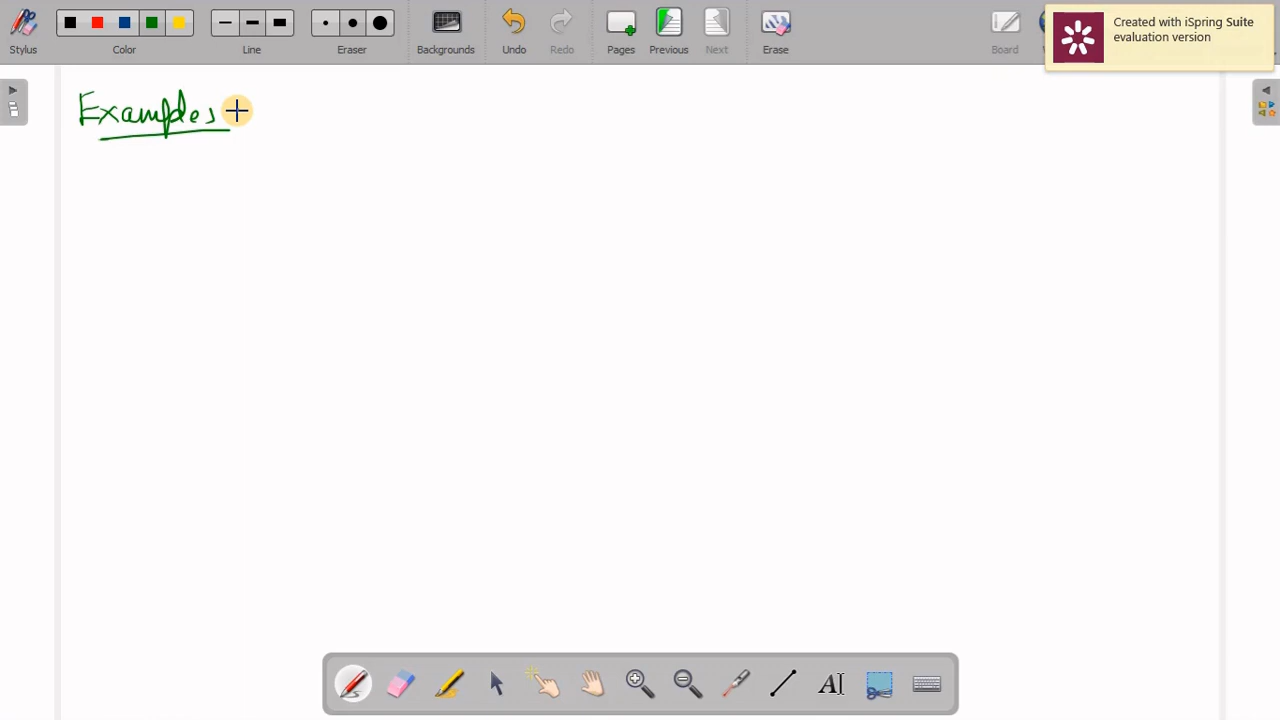 Stylus Color Line Eraser Backgrounds Undo Redo Pages Previous Next Erase Board
Created with iSpring Suite
evaluation version
Examples
AI